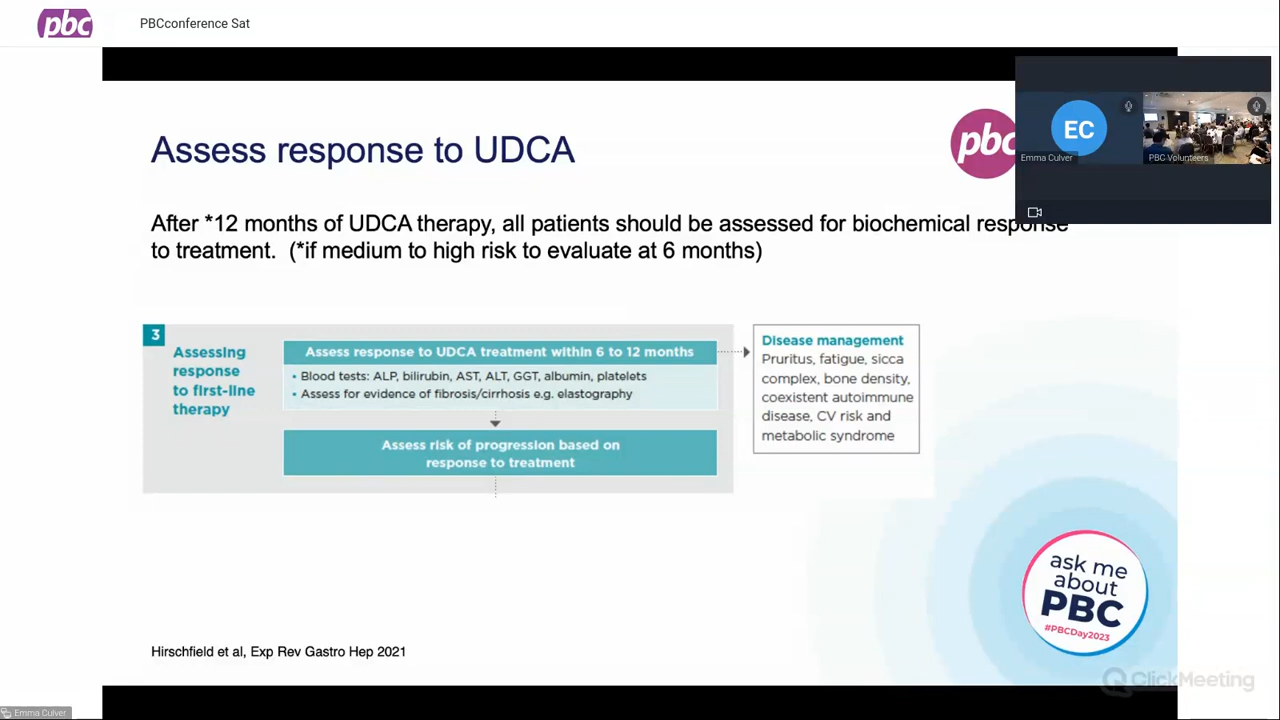 pbc
PBCconference Sat
Assess response to UDCA
pbc
EC
Emma Culver
PBC Volunteers
After *12 months of UDCA therapy, all patients should be assessed for biochemical response
to treatment. (*if medium to high risk to evaluate at 6 months)
3
Assessing
response
to first-line
therapy
Assess response to UDCA treatment within 6 to 12 months
• Blood tests: ALP, bilirubin, AST, ALT, GGT, albumin, platelets
• Assess for evidence of fibrosis/cirrhosis e.g. elastography
Assess risk of progression based on
response to treatment
Disease management
Pruritus, fatigue, sicca
complex, bone density,
coexistent autoimmune
disease, CV risk and
metabolic syndrome
ask me
about
PBC
#PBCDay2023
Hirschfield et al, Exp Rev Gastro Hep 2021
ClickMeeting
Emma Culver